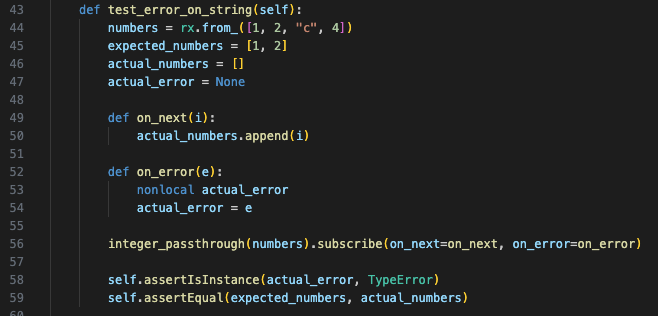 43 def test_error_on_string(self):
44 numbers = rx.from_([1, 2, "c", 4])
45 expected_numbers = [1, 2]
46 actual_numbers = []
47 actual_error = None
48
49 def on_next(i):
50 actual_numbers.append(i)
51
52 def on_error(e):
53 nonlocal actual_error
54 actual_error = e
55
56 integer_passthrough(numbers).subscribe(on_next=on_next, on_error=on_error)
57
58 self.assertIsInstance(actual_error, TypeError)
59 self.assertEqual(expected_numbers, actual_numbers)
60